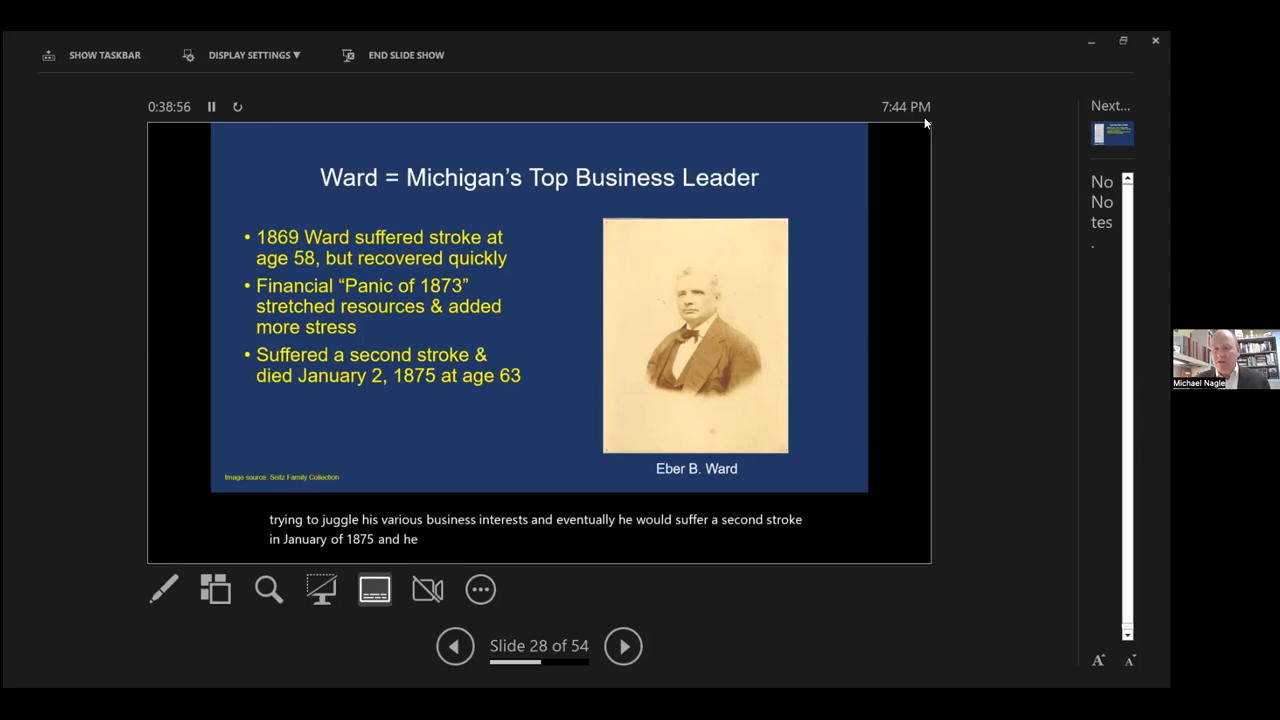 SHOW TASKBAR
DISPLAY SETTINGS ▼
END SLIDE SHOW
0:38:56
7:44 PM
Next...
Ward = Michigan's Top Business Leader
• 1869 Ward suffered stroke at
age 58, but recovered quickly
• Financial “Panic of 1873”
stretched resources & added
more stress
• Suffered a second stroke &
died January 2, 1875 at age 63
Eber B. Ward
Image source: Seitz Family Collection
trying to juggle his various business interests and eventually he would suffer a second stroke
in January of 1875 and he
Slide 28 of 54
No
No
tes
.
A
A
Michael Nagle